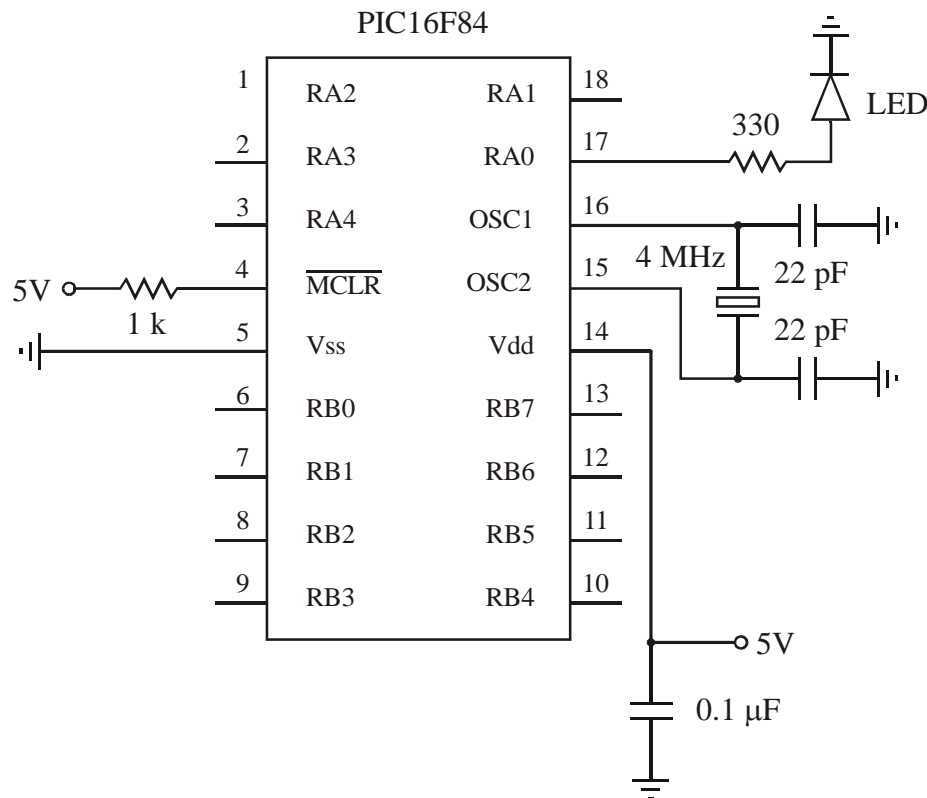 PIC16F84
1 RA2 RA1 18
LED
330
2 RA3 RA0 17
3 RA4 OSC1 16
4 MHz
22 pF
5V
1 k
4 MCLR OSC2 15
22 pF
5 Vss Vdd 14
6 RB0 RB7 13
7 RB1 RB6 12
8 RB2 RB5 11
9 RB3 RB4 10
5V
0.1 μF